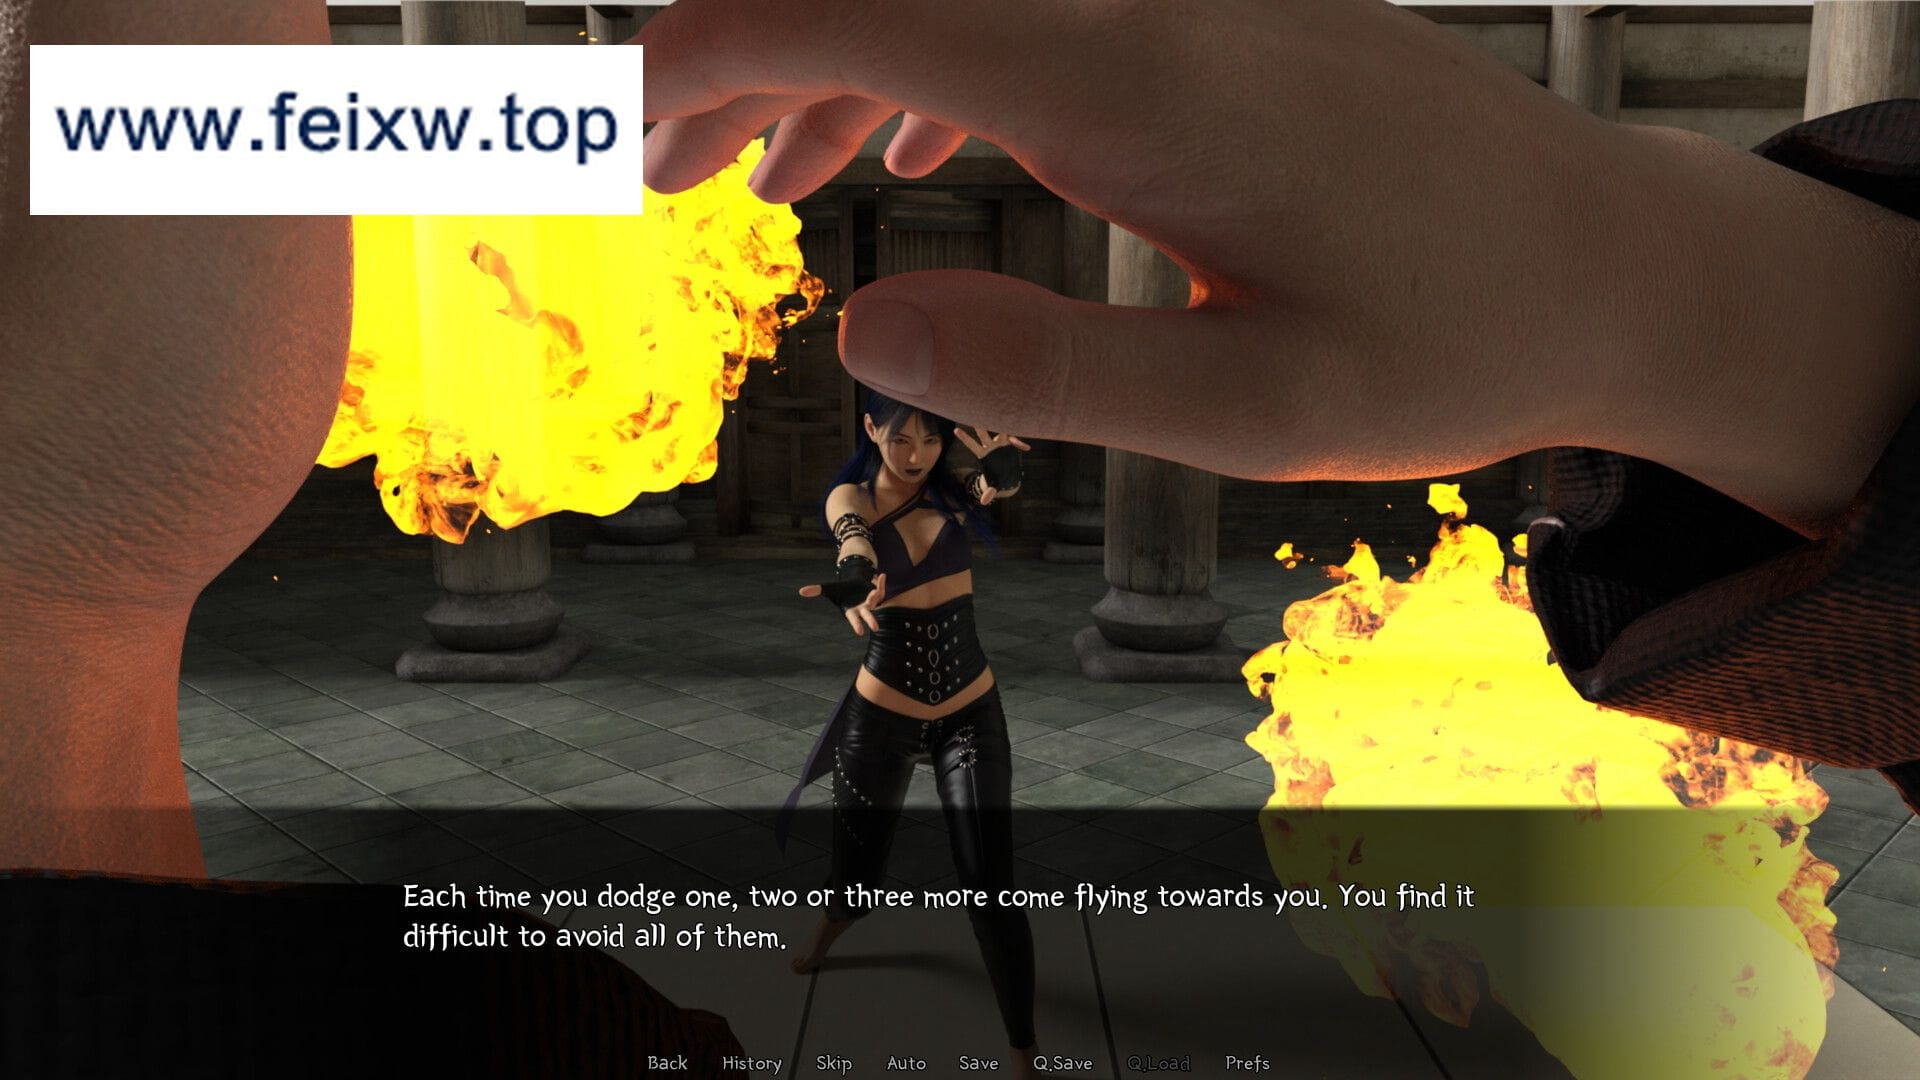 www.feixw.top
Each time you dodge one, two or three more come flying towards you. You find it
difficult to avoid all of them.
Back History Skip Auto Save Q.Save Q.Load Prefs